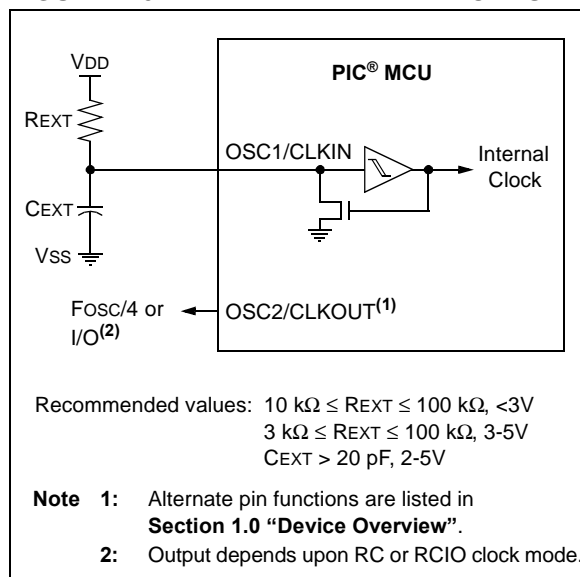 VDD
PIC® MCU
REXT
OSC1/CLKIN
Internal
Clock
CEXT
VSS
FOSC/4 or
I/O(2)
OSC2/CLKOUT(1)
Recommended values: 10 kΩ ≤ REXT ≤ 100 kΩ, <3V
3 kΩ ≤ REXT ≤ 100 kΩ, 3-5V
CEXT > 20 pF, 2-5V
Note 1: Alternate pin functions are listed in
Section 1.0 “Device Overview”.
2: Output depends upon RC or RCIO clock mode.